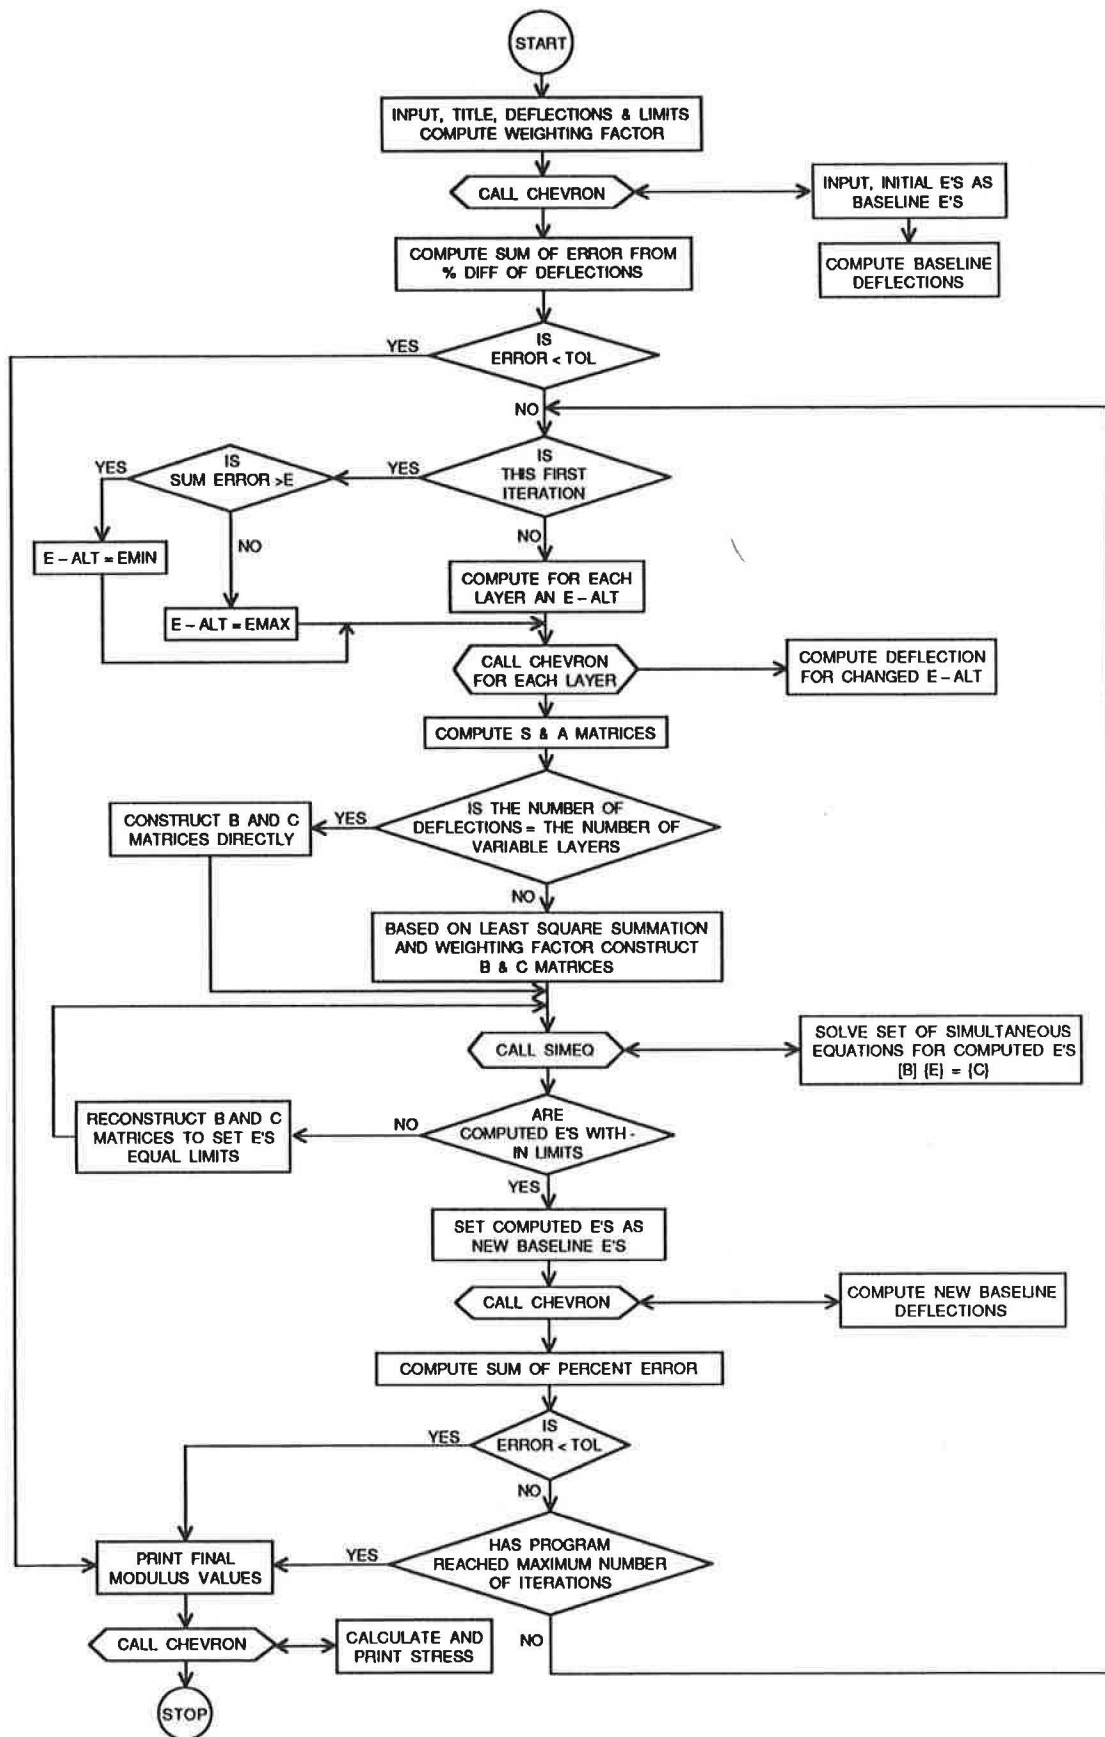 START
INPUT, TITLE, DEFLECTIONS & LIMITS
COMPUTE WEIGHTING FACTOR
CALL CHEVRON
INPUT, INITIAL E'S AS
BASELINE E'S
COMPUTE BASELINE
DEFLECTIONS
COMPUTE SUM OF ERROR FROM
% DIFF OF DEFLECTIONS
IS
ERROR < TOL
YES
NO
IS
THIS FIRST
ITERATION
YES
IS
SUM ERROR >E
YES
NO
NO
E - ALT = EMIN
E - ALT = EMAX
COMPUTE FOR EACH
LAYER AN E - ALT
CALL CHEVRON
FOR EACH LAYER
COMPUTE DEFLECTION
FOR CHANGED E - ALT
COMPUTE S & A MATRICES
IS THE NUMBER OF
DEFLECTIONS = THE NUMBER OF
VARIABLE LAYERS
YES
CONSTRUCT B AND C
MATRICES DIRECTLY
NO
BASED ON LEAST SQUARE SUMMATION
AND WEIGHTING FACTOR CONSTRUCT
B & C MATRICES
CALL SIMEQ
SOLVE SET OF SIMULTANEOUS
EQUATIONS FOR COMPUTED E'S
[B] {E} = {C}
ARE
COMPUTED E'S WITH -
IN LIMITS
NO
RECONSTRUCT B AND C
MATRICES TO SET E'S
EQUAL LIMITS
YES
SET COMPUTED E'S AS
NEW BASELINE E'S
CALL CHEVRON
COMPUTE NEW BASELINE
DEFLECTIONS
COMPUTE SUM OF PERCENT ERROR
IS
ERROR < TOL
YES
NO
HAS PROGRAM
REACHED MAXIMUM NUMBER
OF ITERATIONS
YES
NO
PRINT FINAL
MODULUS VALUES
CALL CHEVRON
CALCULATE AND
PRINT STRESS
STOP